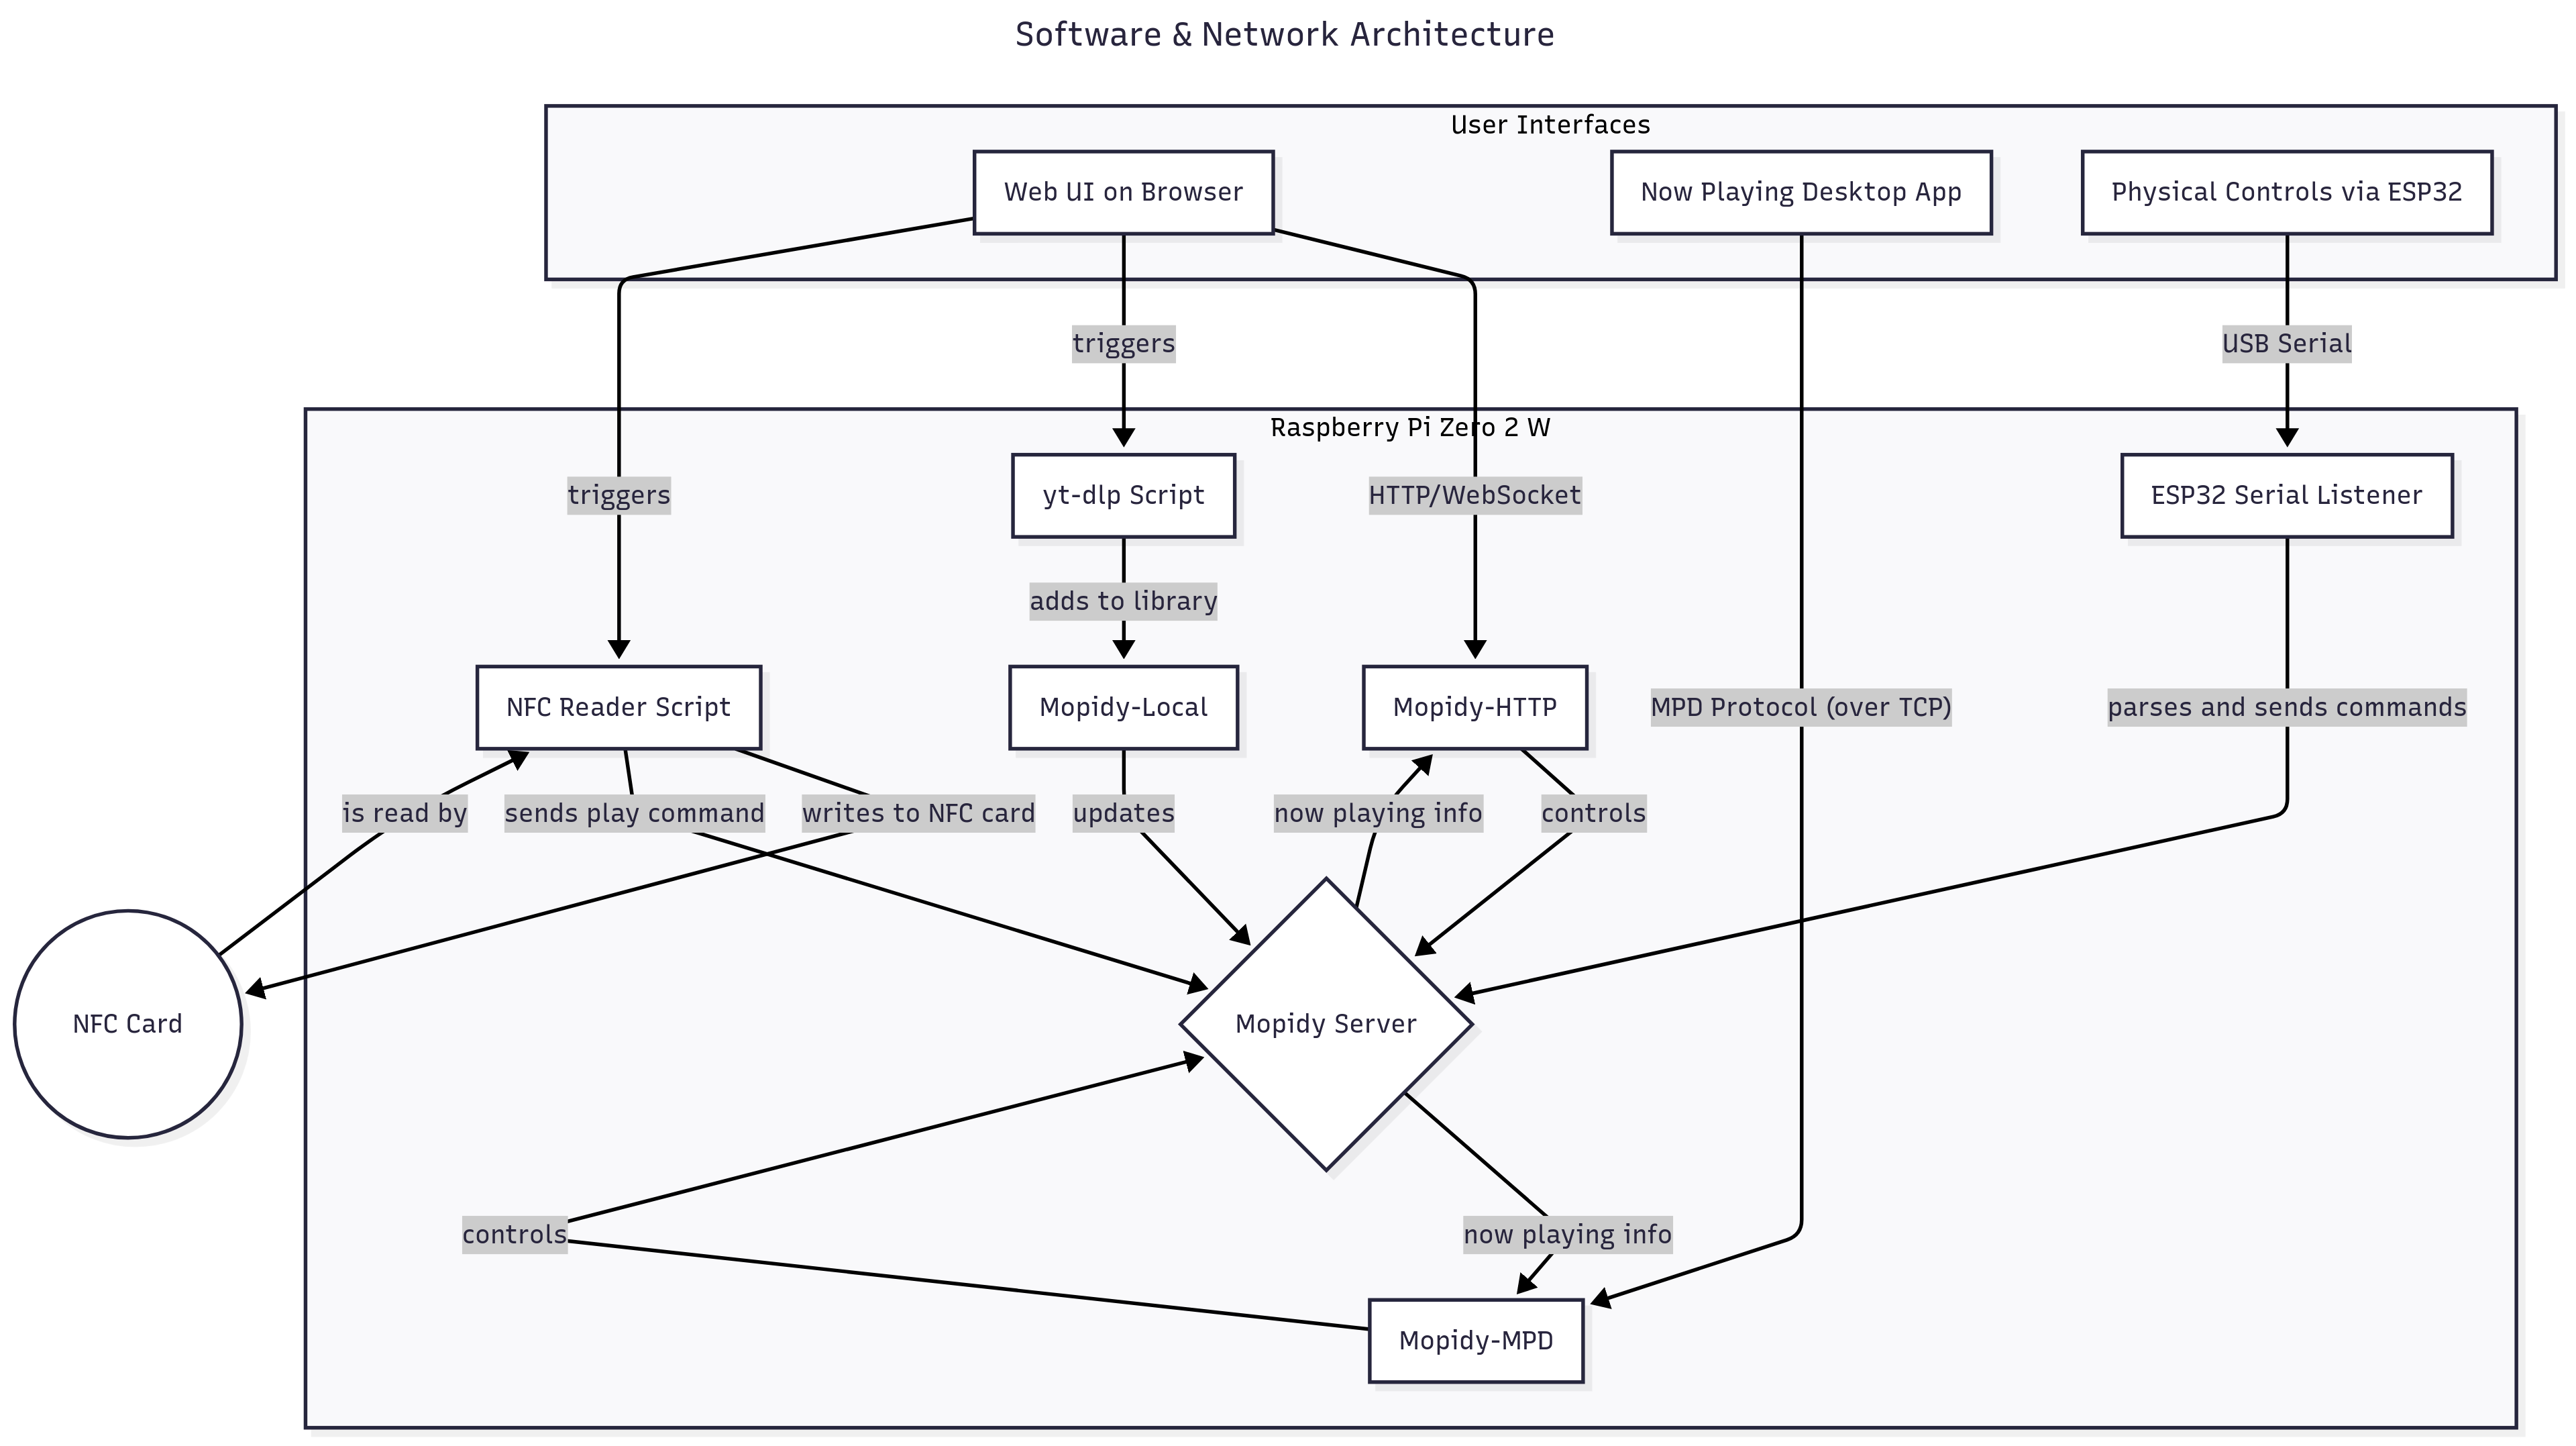 Software & Network Architecture
User Interfaces
Web UI on Browser
Now Playing Desktop App
Physical Controls via ESP32
triggers
USB Serial
Raspberry Pi Zero 2 W
triggers
yt-dlp Script
HTTP/WebSocket
ESP32 Serial Listener
adds to library
NFC Reader Script
Mopidy-Local
Mopidy-HTTP
MPD Protocol (over TCP)
parses and sends commands
is read by
sends play command
writes to NFC card
updates
now playing info
controls
NFC Card
Mopidy Server
controls
now playing info
Mopidy-MPD